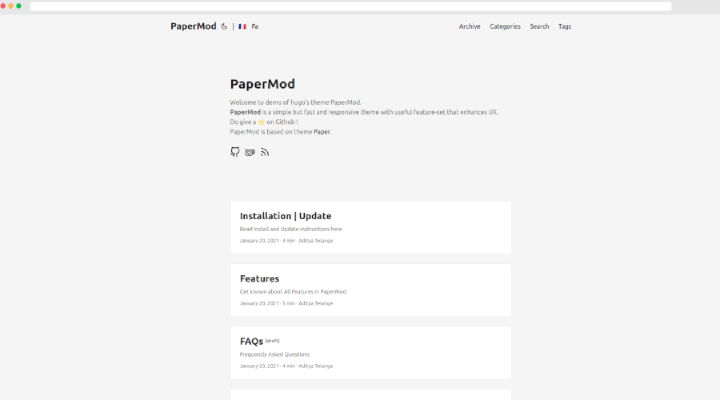 PaperMod | Fa
Archive Categories Search Tags
PaperMod
Welcome to demo of hugo's theme PaperMod.
PaperMod is a simple but fast and responsive theme with useful feature-set that enhances UX.
Do give a 🌟 on Github !
PaperMod is based on theme Paper.
Installation | Update
Read Install and Update instructions here
January 20, 2021 · 4 min · Aditya Telange
Features
Get known about All Features in PaperMod
January 20, 2021 · 5 min · Aditya Telange
FAQs
Frequently Asked Questions
January 20, 2021 · 4 min · Aditya Telange